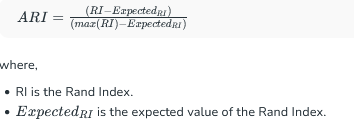 ARI = (RI−Expected_RI) / (max(RI)−Expected_RI)
where,
• RI is the Rand Index.
• Expected_RI is the expected value of the Rand Index.